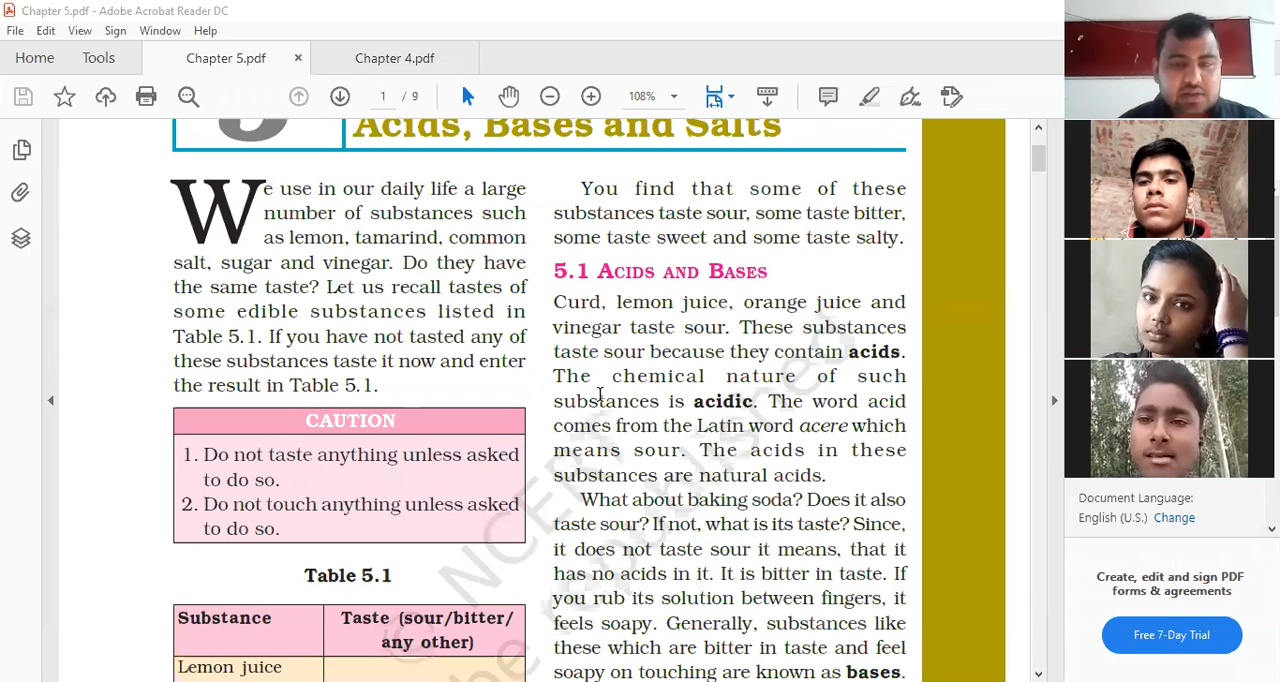 Chapter 5.pdf - Adobe Acrobat Reader DC
File Edit View Sign Window Help
Home Tools Chapter 5.pdf × Chapter 4.pdf
1 / 9 108%
Acids, Bases and Salts
We use in our daily life a large
number of substances such
as lemon, tamarind, common
salt, sugar and vinegar. Do they have
the same taste? Let us recall tastes of
some edible substances listed in
Table 5.1. If you have not tasted any of
these substances taste it now and enter
the result in Table 5.1.
CAUTION
1. Do not taste anything unless asked
to do so.
2. Do not touch anything unless asked
to do so.
Table 5.1
Substance Taste (sour/bitter/
any other)
Lemon juice
You find that some of these
substances taste sour, some taste bitter,
some taste sweet and some taste salty.
5.1 ACIDS AND BASES
Curd, lemon juice, orange juice and
vinegar taste sour. These substances
taste sour because they contain acids.
The chemical nature of such
substances is acidic. The word acid
comes from the Latin word acere which
means sour. The acids in these
substances are natural acids.
What about baking soda? Does it also
taste sour? If not, what is its taste? Since,
it does not taste sour it means, that it
has no acids in it. It is bitter in taste. If
you rub its solution between fingers, it
feels soapy. Generally, substances like
these which are bitter in taste and feel
soapy on touching are known as bases.
© NCERT
be republished
Document Language:
English (U.S.) Change
Create, edit and sign PDF
forms & agreements
Free 7-Day Trial